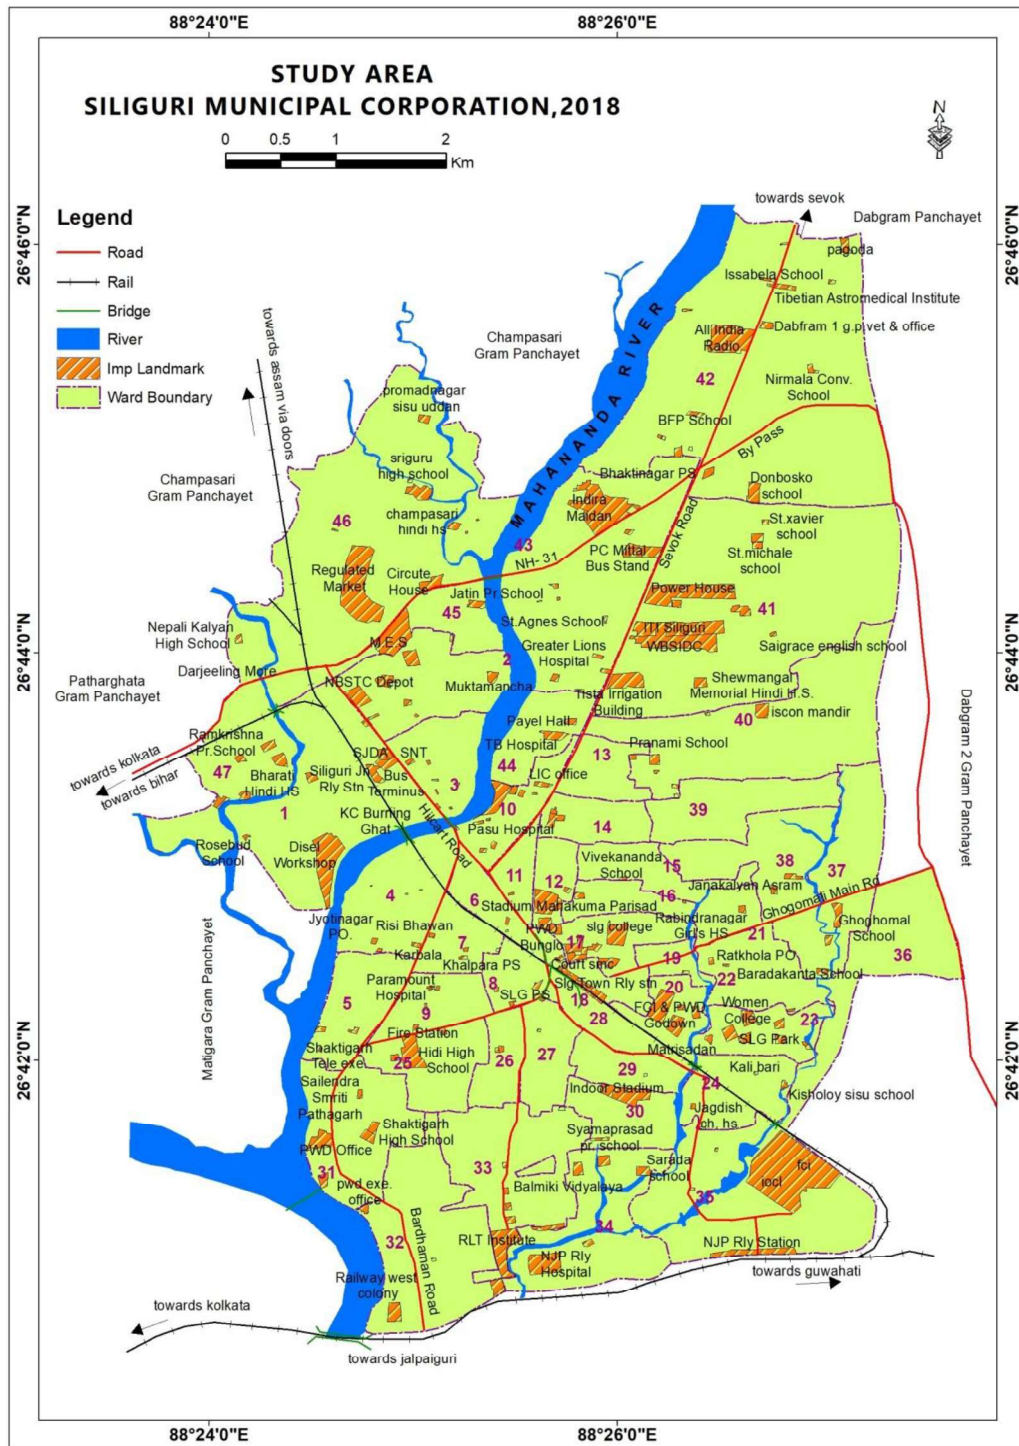 88°24'0"E
88°26'0"E
STUDY AREA
SILIGURI MUNICIPAL CORPORATION,2018
0
0.5
1
2
Km
N
26°46'0"N
26°46'0"N
Legend
Road
Rail
Bridge
River
Imp Landmark
Ward Boundary
towards sevok
Dabgram Panchayet
pagoda
Issabela School
Tibetian Astromedical Institute
Dabfram 1 g.p vet & office
All India
Radio
42
Nirmala Conv.
School
BFP School
By Pass
MAHANANDA RIVER
Champasari
Gram Panchayet
towards assam via doors
promadnagar
sisu uddan
sriguru
high school
champasari
hindi hs
Champasari
Gram Panchayet
46
Bhaktinagar PS
Indira
Maidan
Donbosko
school
St.xavier
school
St.michale
school
43
NH- 31
PC Mittal
Bus Stand
Sevok Road
Regulated
Market
Circute
House
Jatin Pr.School
45
Power House
41
St.Agnes School
ITI Siliguri
WBSIDC
Saigrace english school
Nepali Kalyan
High School
M E S
26°44'0"N
26°44'0"N
Darjeeling More
2
Greater Lions
Hospital
Patharghata
Gram Panchayet
NBSTC Depot
Muktamancha
Tista Irrigation
Building
Shewmangal
Memorial Hindi H.S.
iscon mandir
40
Payel Hall
Ramkrishna
Pr.School
SJDA
SNT
TB Hospital
13
Pranami School
towards kolkata
towards bihar
47
Bharati
Hindi HS
Siliguri Jn
Rly Stn
Bus
Terminus
3
44
LIC office
Dabgram 2 Gram Panchayet
1
KC Burning
Ghat
Hilcart Road
10
Pasu Hospital
39
14
Rosebud
School
Disel
Workshop
Vivekananda
School
15
38
37
4
11
12
16
Janakalyan Asram
Ghogomali Main Rd
6
Stadium
Mahakuma Parisad
Jyotinagar
PO.
Risi Bhawan
PWD
Bunglo
17
slg college
Rabindranagar
Girl's HS
21
Ghoghomal
School
36
Karbala
7
Khalpara PS
Court smc
19
Ratkhola PO
Matigara Gram Panchayet
Paramount
Hospital
8
SLG PS
Slg Town Rly stn
18
20
22
Baradakanta School
5
9
28
FCI & PWD
Godown
Women
College
23
Fire Station
Shaktigarh
Tele exe.
25
Hidi High
School
26
27
Matrisadan
SLG Park
26°42'0"N
26°42'0"N
29
24
Kali bari
Sailendra
Smriti
Pathagarh
Indoor Stadium
30
Jagdish
ch. hs.
Kisholoy sisu school
Shaktigarh
High School
Syamaprasad
pr. school
PWD Office
31
33
Sarada
school
fci
iocl
pwd exe.
office
Balmiki Vidyalaya
35
34
32
Bardhaman Road
RLT Institute
NJP Rly Station
NJP Rly
Hospital
Railway west
colony
towards guwahati
towards kolkata
towards jalpaiguri
88°24'0"E
88°26'0"E